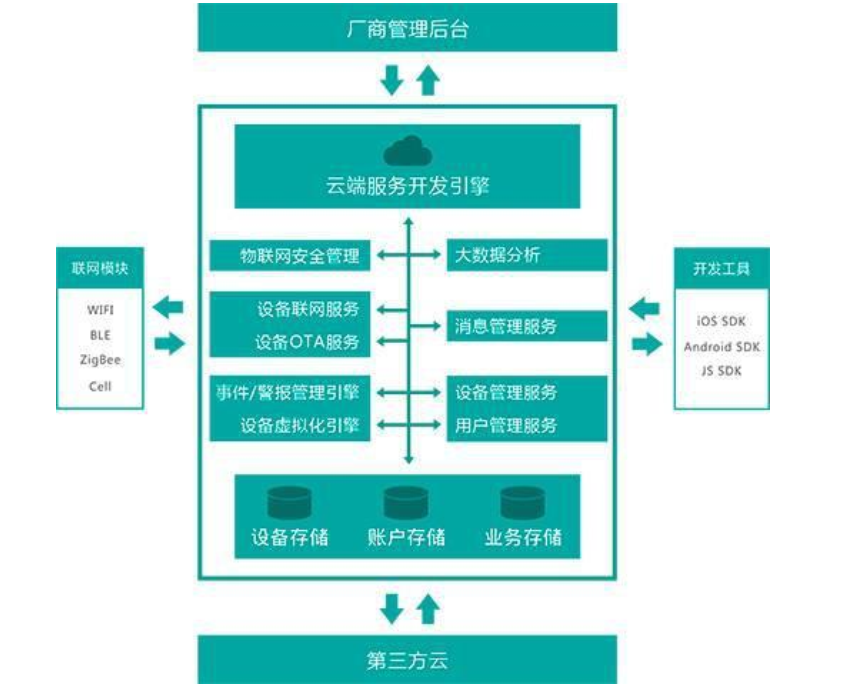 厂商管理后台
云端服务开发引擎
物联网安全管理
大数据分析
联网模块
开发工具
设备联网服务
设备OTA服务
消息管理服务
WIFI
BLE
ZigBee
Cell
iOS SDK
Android SDK
JS SDK
事件/警报管理引擎
设备虚拟化引擎
设备管理服务
用户管理服务
设备存储
账户存储
业务存储
第三方云